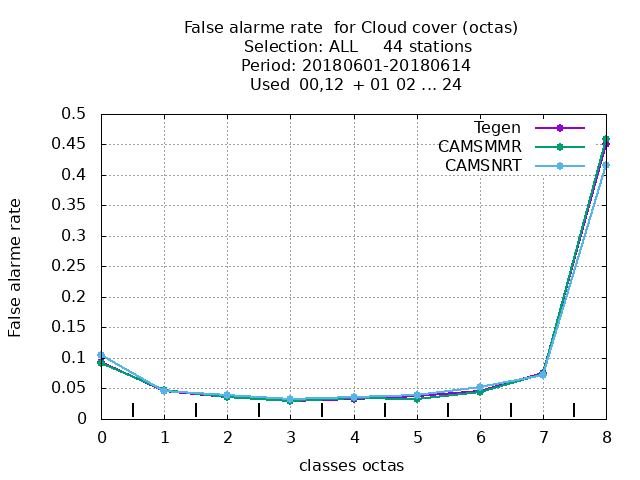 False alarme rate  for Cloud cover (octas)
Selection: ALL     44 stations
Period: 20180601-20180614
Used  00,12  + 01 02 ... 24
Tegen
CAMSMMR
CAMSNRT
False alarme rate
0.5
0.45
0.4
0.35
0.3
0.25
0.2
0.15
0.1
0.05
0
0 1 2 3 4 5 6 7 8
classes octas